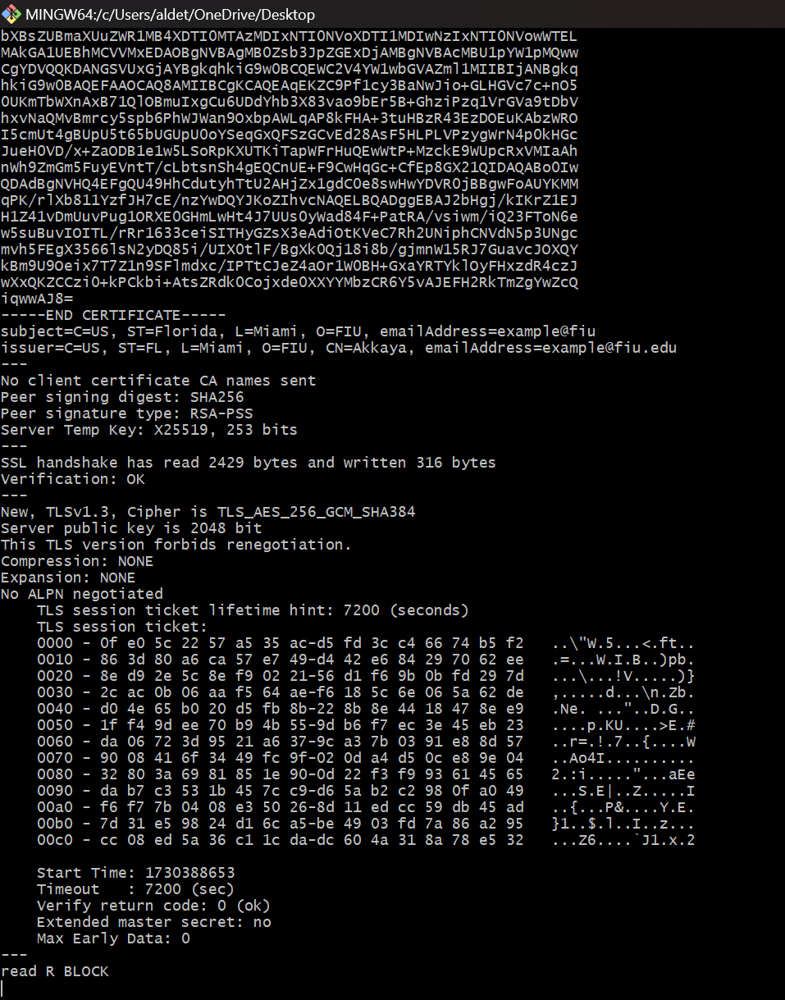 MINGW64:/c/Users/aldet/OneDrive/Desktop
bXBsZUBmaXUuZWR1MB4XDTI0MTAzMDIxNTI0NVoXDTI1MDIwNzIxNTI0NVowWTEL
MAkGA1UEBhMCVVMxEDAOBgNVBAgMB0Zsb3JpZGExDjAMBgNVBAcMBU1pYW1pMQww
CgYDVQQKDANGSVUxGjAYBgkqhkiG9w0BCQEWC2V4YW1wbGVAZml1MIIBIjANBgkq
hkiG9w0BAQEFAAOCAQ8AMIIBCgKCAQEAqEKZC9Pf1cy3BaNwJio+GLHGVc7c+nO5
0UKmTbWXnAxB71QlOBmuIxgCu6UDdYhb3X83vao9bEr5B+GhziPzq1VrGVa9tDbV
hxvNaQMvBmrcy5spb6PhWJWan9OxbpAWLqAP8kFHA+3tuHBzR43EzDOEuKAbzWRO
I5cmUt4gBUpU5t65bUGUpU0oYSeqGxQFSzGCvEd28AsF5HLPLVPzygWrN4p0kHGc
JueH0VD/x+ZaODB1e1w5LSoRpKXUTKiTapWFrHuQEwWtP+MzckE9WUpcRxVMIaAh
nWh9ZmGm5FuyEVntT/cLbtsnSh4gEQCnUE+F9CwHqGc+CfEp8GX21QIDAQABo0Iw
QDAdBgNVHQ4EFgQU49HhCdutyhTtU2AHjZx1gdC0e8swHwYDVR0jBBgwFoAUYKMM
qPK/rlXb811YzfJH7cE/nzYwDQYJKoZIhvcNAQELBQADggEBAJ2bHgj/kIKrZ1EJ
H1Z41vDmUuvPug1ORXE0GHmLwHt4J7UUs0yWad84F+PatRA/vsiwm/iQ23FToN6e
w5suBuvIOITL/rRr1633ceiSITHyGZsX3eAdiOtKVeC7Rh2UNiphCNVdN5p3UNgc
mvh5FEgX3566lsN2yDQ85i/UIXOtlF/BgXk0Qj18i8b/gjmnW15RJ7GuavcJOXQY
kBm9U9Oeix7T7Z1n9SFlmdxc/IPTtCJeZ4aOr1W0BH+GxaYRTYklOyFHxzdR4czJ
wXxQKZCCzi0+kPCkbi+AtsZRdk0Cojxde0XXYYMbzCR6Y5vAJEFH2RkTmZgYwZcQ
iqwwAJ8=
-----END CERTIFICATE-----
subject=C=US, ST=Florida, L=Miami, O=FIU, emailAddress=example@fiu
issuer=C=US, ST=FL, L=Miami, O=FIU, CN=Akkaya, emailAddress=example@fiu.edu
---
No client certificate CA names sent
Peer signing digest: SHA256
Peer signature type: RSA-PSS
Server Temp Key: X25519, 253 bits
---
SSL handshake has read 2429 bytes and written 316 bytes
Verification: OK
---
New, TLSv1.3, Cipher is TLS_AES_256_GCM_SHA384
Server public key is 2048 bit
This TLS version forbids renegotiation.
Compression: NONE
Expansion: NONE
No ALPN negotiated
    TLS session ticket lifetime hint: 7200 (seconds)
    TLS session ticket:
    0000 - 0f e0 5c 22 57 a5 35 ac-d5 fd 3c c4 66 74 b5 f2   ..\"W.5...<.ft..
    0010 - 86 3d 80 a6 ca 57 e7 49-d4 42 e6 84 29 70 62 ee   .=...W.I.B..)pb.
    0020 - 8e d9 2e 5c 8e f9 02 21-56 d1 f6 9b 0b fd 29 7d   ...\...!V.....)}
    0030 - 2c ac 0b 06 aa f5 64 ae-f6 18 5c 6e 06 5a 62 de   ,.....d...\n.Zb.
    0040 - d0 4e 65 b0 20 d5 fb 8b-22 8b 8e 44 18 47 8e e9   .Ne. ..."..D.G..
    0050 - 1f f4 9d ee 70 b9 4b 55-9d b6 f7 ec 3e 45 eb 23   ....p.KU....>E.#
    0060 - da 06 72 3d 95 21 a6 37-9c a3 7b 03 91 e8 8d 57   ..r=.!.7..{....W
    0070 - 90 08 41 6f 34 49 fc 9f-02 0d a4 d5 0c e8 9e 04   ..Ao4I..........
    0080 - 32 80 3a 69 81 85 1e 90-0d 22 f3 f9 93 61 45 65   2.:i....."...aEe
    0090 - da b7 c3 53 1b 45 7c c9-d6 5a b2 c2 98 0f a0 49   ...S.E|..Z.....I
    00a0 - f6 f7 7b 04 08 e3 50 26-8d 11 ed cc 59 db 45 ad   ..{...P&....Y.E.
    00b0 - 7d 31 e5 98 24 d1 6c a5-be 49 03 fd 7a 86 a2 95   }1..$.l..I..z...
    00c0 - cc 08 ed 5a 36 c1 1c da-dc 60 4a 31 8a 78 e5 32   ...Z6....`J1.x.2
    Start Time: 1730388653
    Timeout   : 7200 (sec)
    Verify return code: 0 (ok)
    Extended master secret: no
    Max Early Data: 0
---
read R BLOCK